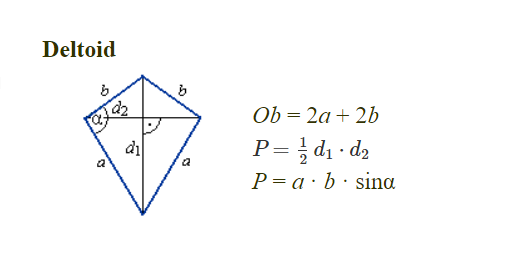 Deltoid
b
b
d2
α
d1
a
a
Ob = 2a + 2b
P = 1/2 d1 · d2
P = a · b · sinα